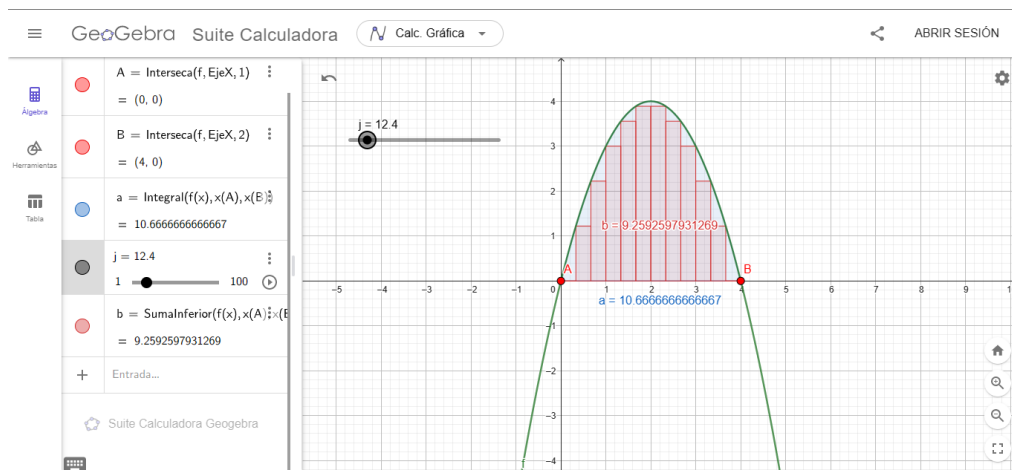 GeoGebra Suite Calculadora Calc. Gráfica ABRIR SESIÓN
Álgebra
Herramientas
Tabla
A = Interseca(f, EjeX, 1)
= (0, 0)
B = Interseca(f, EjeX, 2)
= (4, 0)
a = Integral(f(x), x(A), x(B))
= 10.6666666666667
j = 12.4
1 100
b = SumaInferior(f(x), x(A), x(B
= 9.2592597931269
Entrada...
Suite Calculadora Geogebra
j = 12.4
b = 9.2592597931269
A
B
a = 10.6666666666667
f
4
3
2
1
–5 –4 –3 –2 –1 0 1 2 3 4 5 6 7 8 9 1
–1
–2
–3
–4